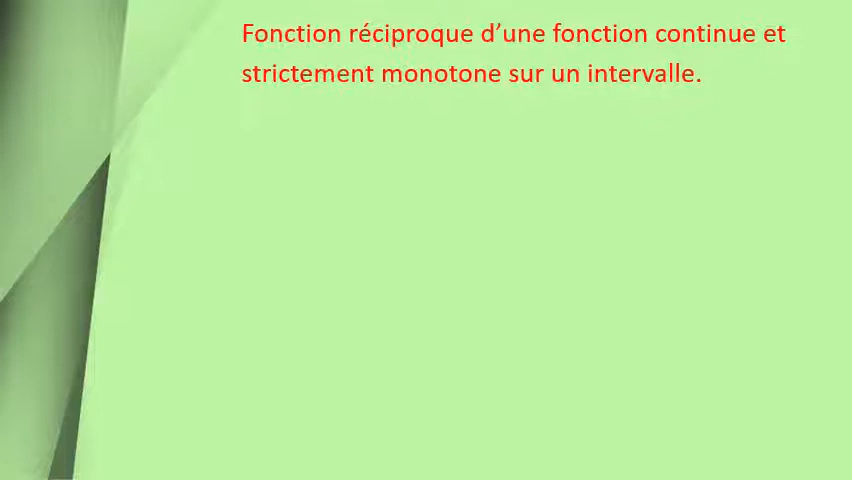 Fonction réciproque d’une fonction continue et
strictement monotone sur un intervalle.